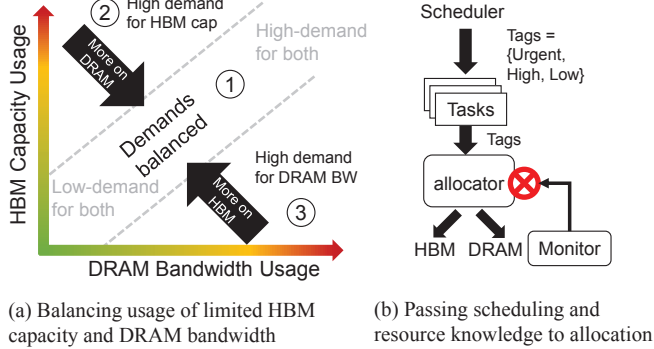 ②
High demand
for HBM cap
High-demand
for both
More on
DRAM
①
Demands
balanced
HBM Capacity Usage
Low-demand
for both
High demand
for DRAM BW
More on
HBM
③
DRAM Bandwidth Usage
(a) Balancing usage of limited HBM
capacity and DRAM bandwidth
Scheduler
Tags =
{Urgent,
High, Low}
Tasks
Tags
allocator
HBM
DRAM
Monitor
(b) Passing scheduling and
resource knowledge to allocation